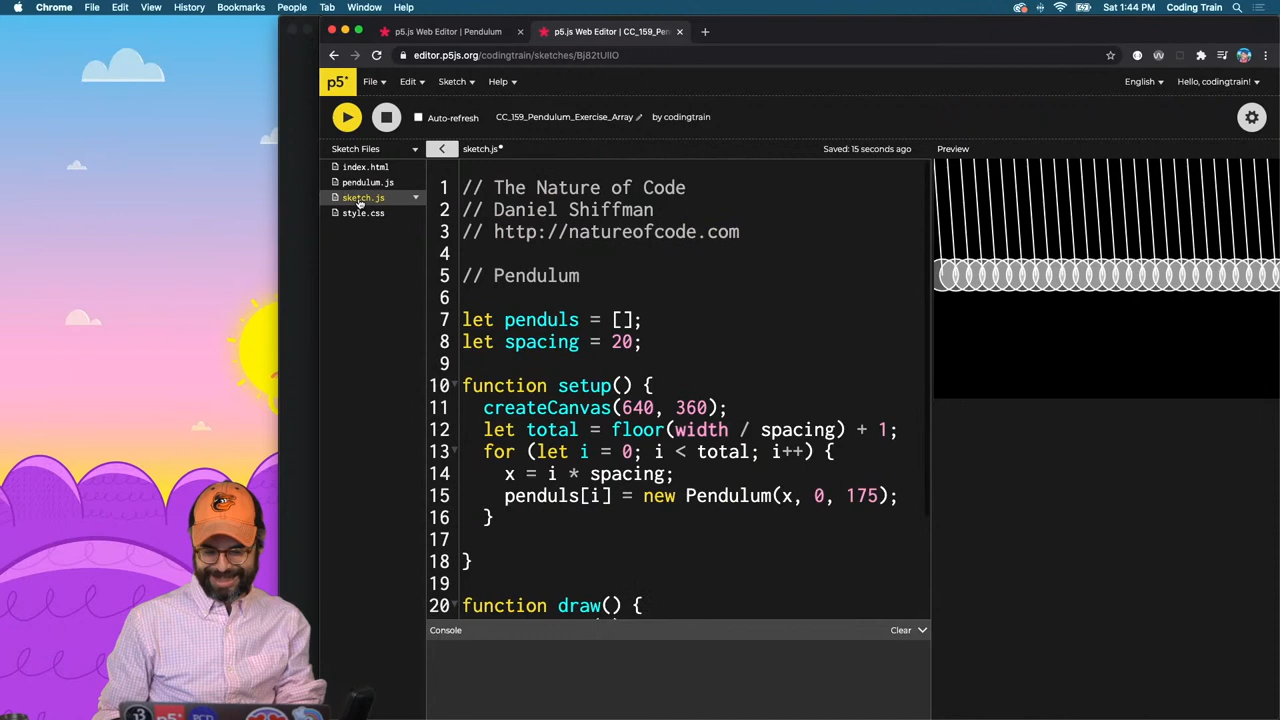 Chrome File Edit View History Bookmarks People Tab Window Help
Sat 1:44 PM Coding Train
p5.js Web Editor | Pendulum
p5.js Web Editor | CC_159_Pen
editor.p5js.org/codingtrain/sketches/Bj82tUIlO
p5* File Edit Sketch Help
English Hello, codingtrain!
Auto-refresh CC_159_Pendulum_Exercise_Array by codingtrain
Sketch Files
index.html
pendulum.js
sketch.js
style.css
sketch.js
Saved: 15 seconds ago
Preview
1 // The Nature of Code
2 // Daniel Shiffman
3 // http://natureofcode.com
4
5 // Pendulum
6
7 let penduls = [];
8 let spacing = 20;
9
10 function setup() {
11 createCanvas(640, 360);
12 let total = floor(width / spacing) + 1;
13 for (let i = 0; i < total; i++) {
14 x = i * spacing;
15 penduls[i] = new Pendulum(x, 0, 175);
16 }
17
18 }
19
20 function draw() {
Console
Clear
p5*